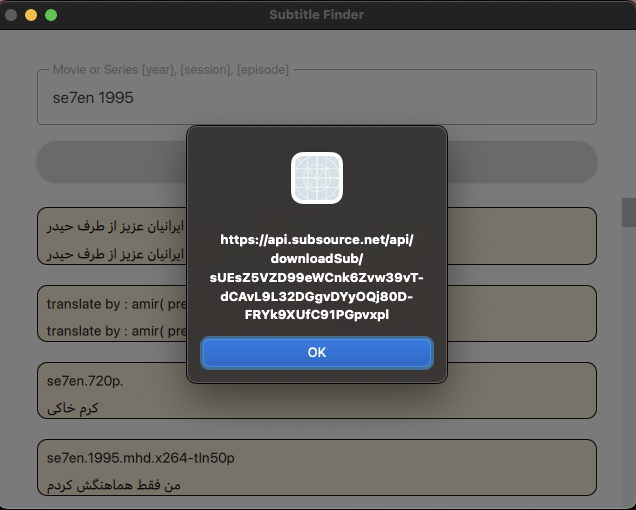 Subtitle Finder
Movie or Series [year], [session], [episode]
se7en 1995
https://api.subsource.net/api/
downloadSub/
sUEsZ5VZD99eWCnk6Zvw39vT-
dCAvL9L32DGgvDYyOQj80D-
FRYk9XUfC91PGpvxpl
OK
ایرانیان عزیز از طرف حیدر
ایرانیان عزیز از طرف حیدر
translate by : amir( pre
translate by : amir( pre
se7en.720p.
کرم خاکی
se7en.1995.mhd.x264-tln50p
من فقط هماهنگش کردم